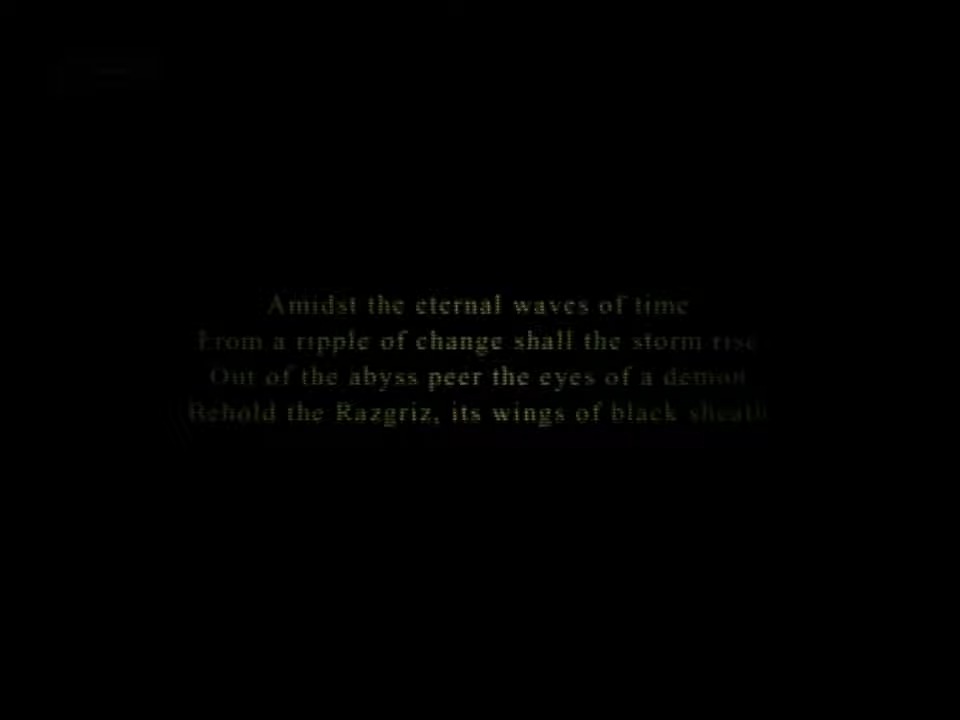 Amidst the eternal waves of time
From a ripple of change shall the storm rise
Out of the abyss peer the eyes of a demon
Behold the Razgriz, its wings of black sheath